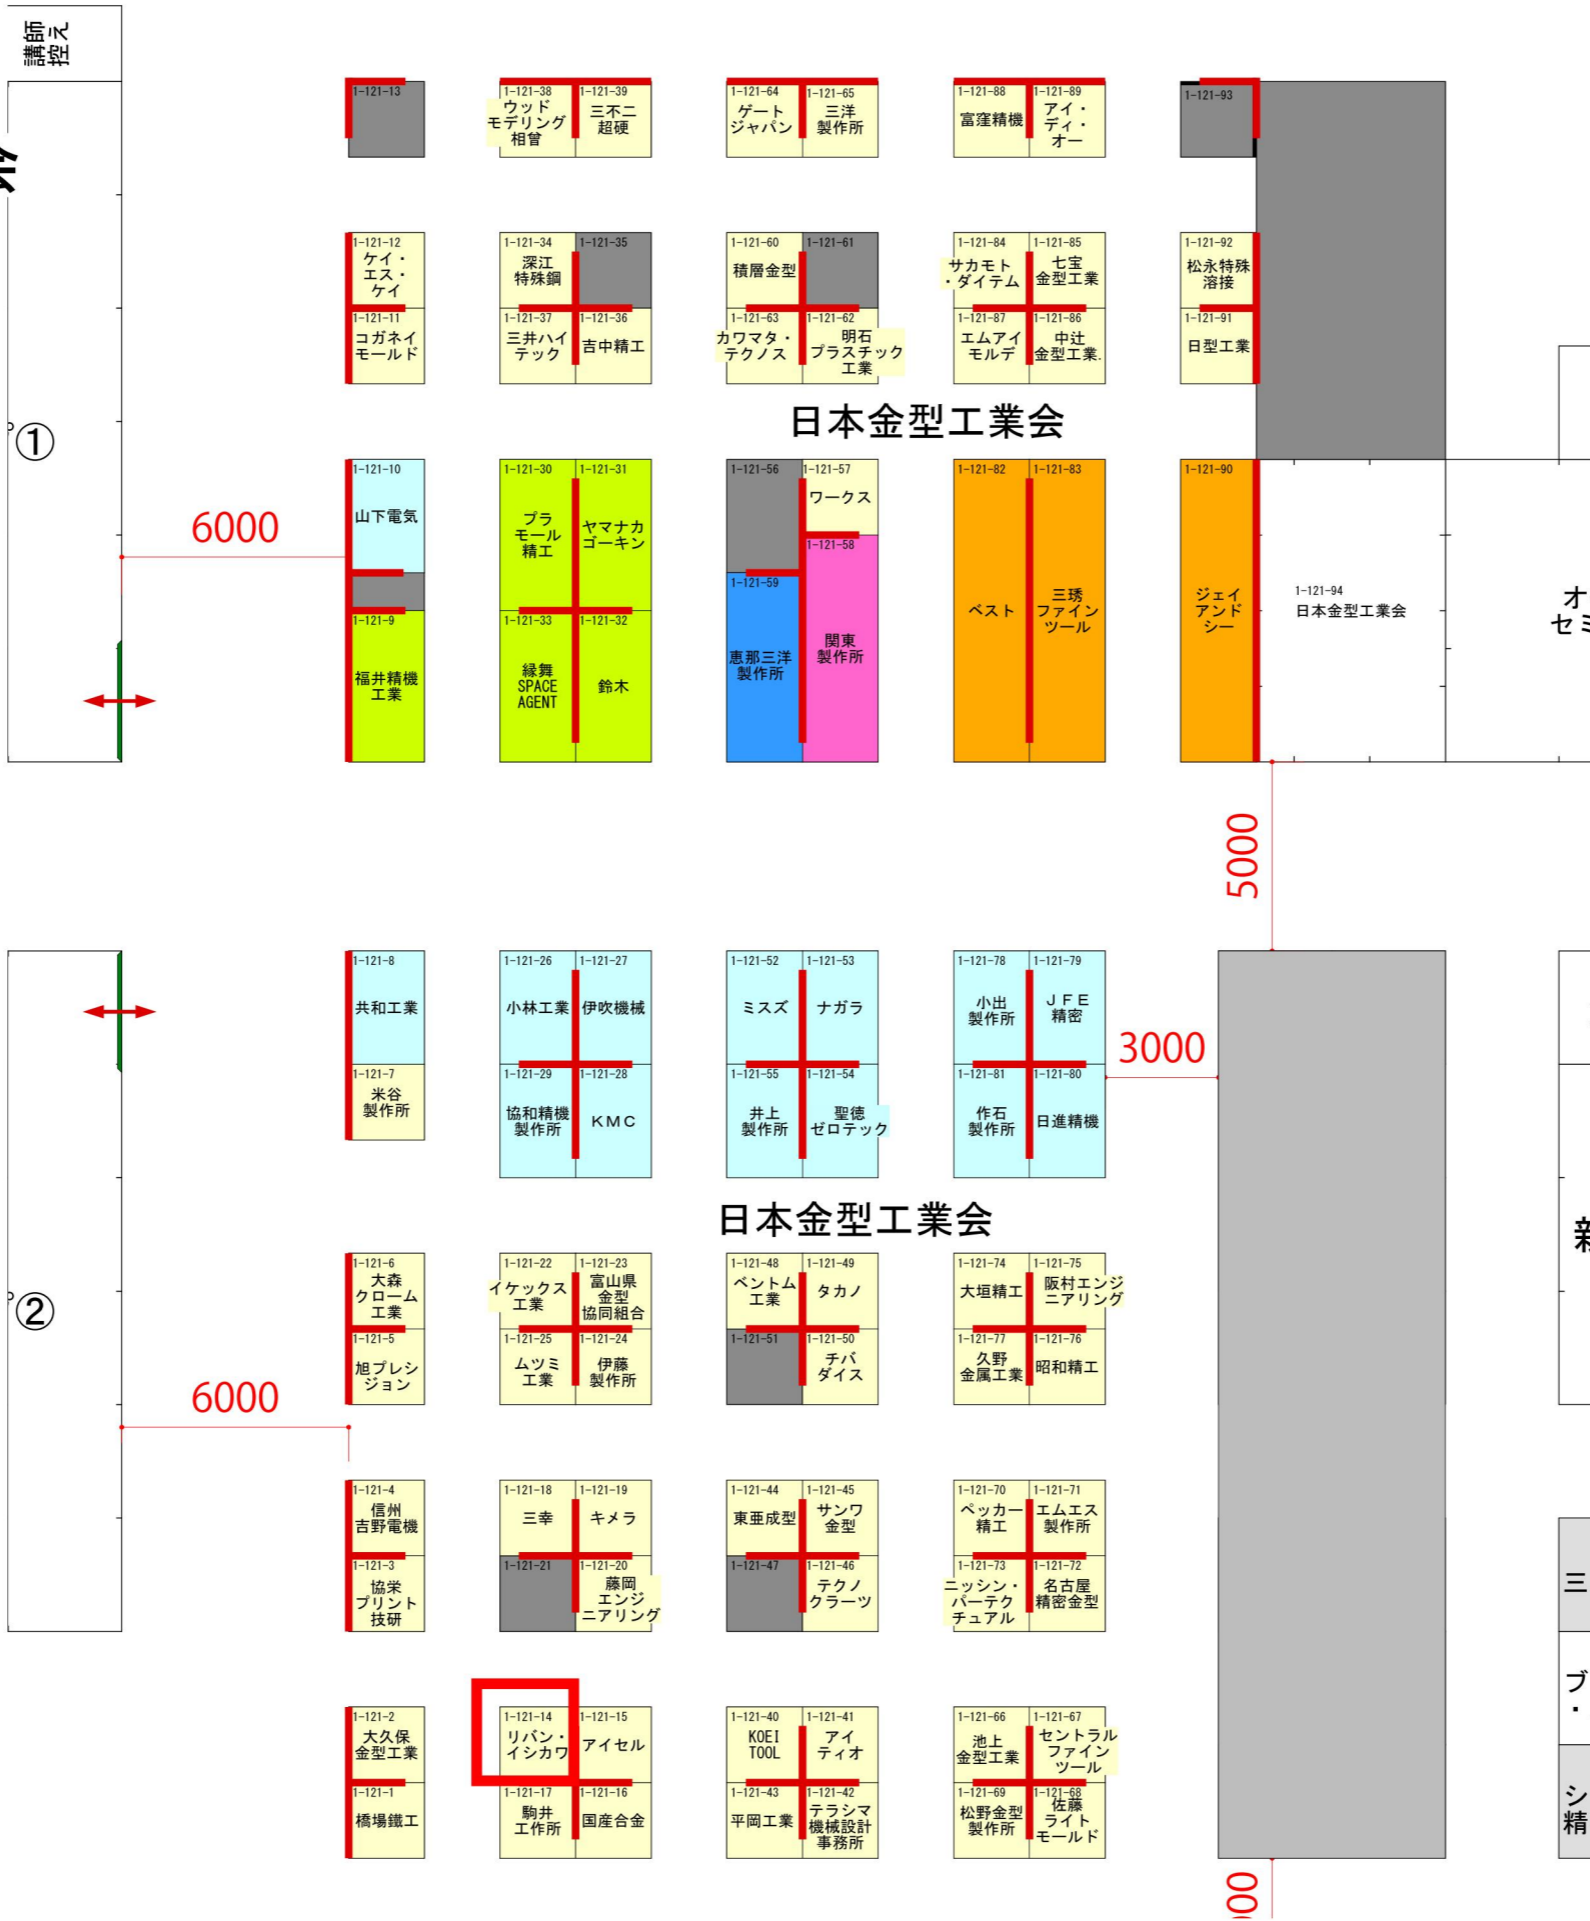 講師
控え
1-121-13
1-121-38
ウッド
モデリング
相曾
1-121-39
三不二
超硬
1-121-64
ゲート
ジャパン
1-121-65
三洋
製作所
1-121-88
富窪精機
1-121-89
アイ・
ディ・
オー
1-121-93
1-121-12
ケイ・
エス・
ケイ
1-121-34
深江
特殊鋼
1-121-35
1-121-60
積層金型
1-121-61
1-121-84
サカモト
・ダイテム
1-121-85
七宝
金型工業
1-121-92
松永特殊
溶接
1-121-11
コガネイ
モールド
1-121-37
三井ハイ
テック
1-121-36
吉中精工
1-121-63
カワマタ・
テクノス
1-121-62
明石
プラスチック
工業
1-121-87
エムアイ
モルデ
1-121-86
中辻
金型工業.
1-121-91
日型工業
日本金型工業会
①
6000
1-121-10
山下電気
1-121-30
プラ
モール
精工
1-121-31
ヤマナカ
ゴーキン
1-121-56
1-121-57
ワークス
1-121-58
関東
製作所
1-121-59
恵那三洋
製作所
1-121-82
ベスト
1-121-83
三琇
ファイン
ツール
1-121-90
ジェイ
アンド
シー
1-121-94
日本金型工業会
オ
セミ
1-121-9
福井精機
工業
1-121-33
縁舞
SPACE
AGENT
1-121-32
鈴木
5000
1-121-8
共和工業
1-121-26
小林工業
1-121-27
伊吹機械
1-121-52
ミスズ
1-121-53
ナガラ
1-121-78
小出
製作所
1-121-79
JFE
精密
3000
1-121-7
米谷
製作所
1-121-29
協和精機
製作所
1-121-28
KMC
1-121-55
井上
製作所
1-121-54
聖徳
ゼロテック
1-121-81
作石
製作所
1-121-80
日進精機
日本金型工業会
②
6000
1-121-6
大森
クローム
工業
1-121-22
イケックス
工業
1-121-23
富山県
金型
協同組合
1-121-48
ペントム
工業
1-121-49
タカノ
1-121-74
大垣精工
1-121-75
阪村エンジ
ニアリング
1-121-5
旭プレシ
ジョン
1-121-25
ムツミ
工業
1-121-24
伊藤
製作所
1-121-51
1-121-50
チバ
ダイス
1-121-77
久野
金属工業
1-121-76
昭和精工
1-121-4
信州
吉野電機
1-121-18
三幸
1-121-19
キメラ
1-121-44
東亜成型
1-121-45
サンワ
金型
1-121-70
ペッカー
精工
1-121-71
エムエス
製作所
1-121-3
協栄
プリント
技研
1-121-21
1-121-20
藤岡
エンジ
ニアリング
1-121-47
1-121-46
テクノ
クラーツ
1-121-73
ニッシン・
パーテク
チュアル
1-121-72
名古屋
精密金型
三
1-121-2
大久保
金型工業
1-121-14
リバン・
イシカワ
1-121-15
アイセル
1-121-40
KOEI
TOOL
1-121-41
アイ
ティオ
1-121-66
池上
金型工業
1-121-67
セントラル
ファイン
ツール
ブ
・
1-121-1
橋場鐵工
1-121-17
駒井
工作所
1-121-16
国産合金
1-121-43
平岡工業
1-121-42
テラシマ
機械設計
事務所
1-121-69
松野金型
製作所
1-121-68
佐藤
ライト
モールド
シ
精